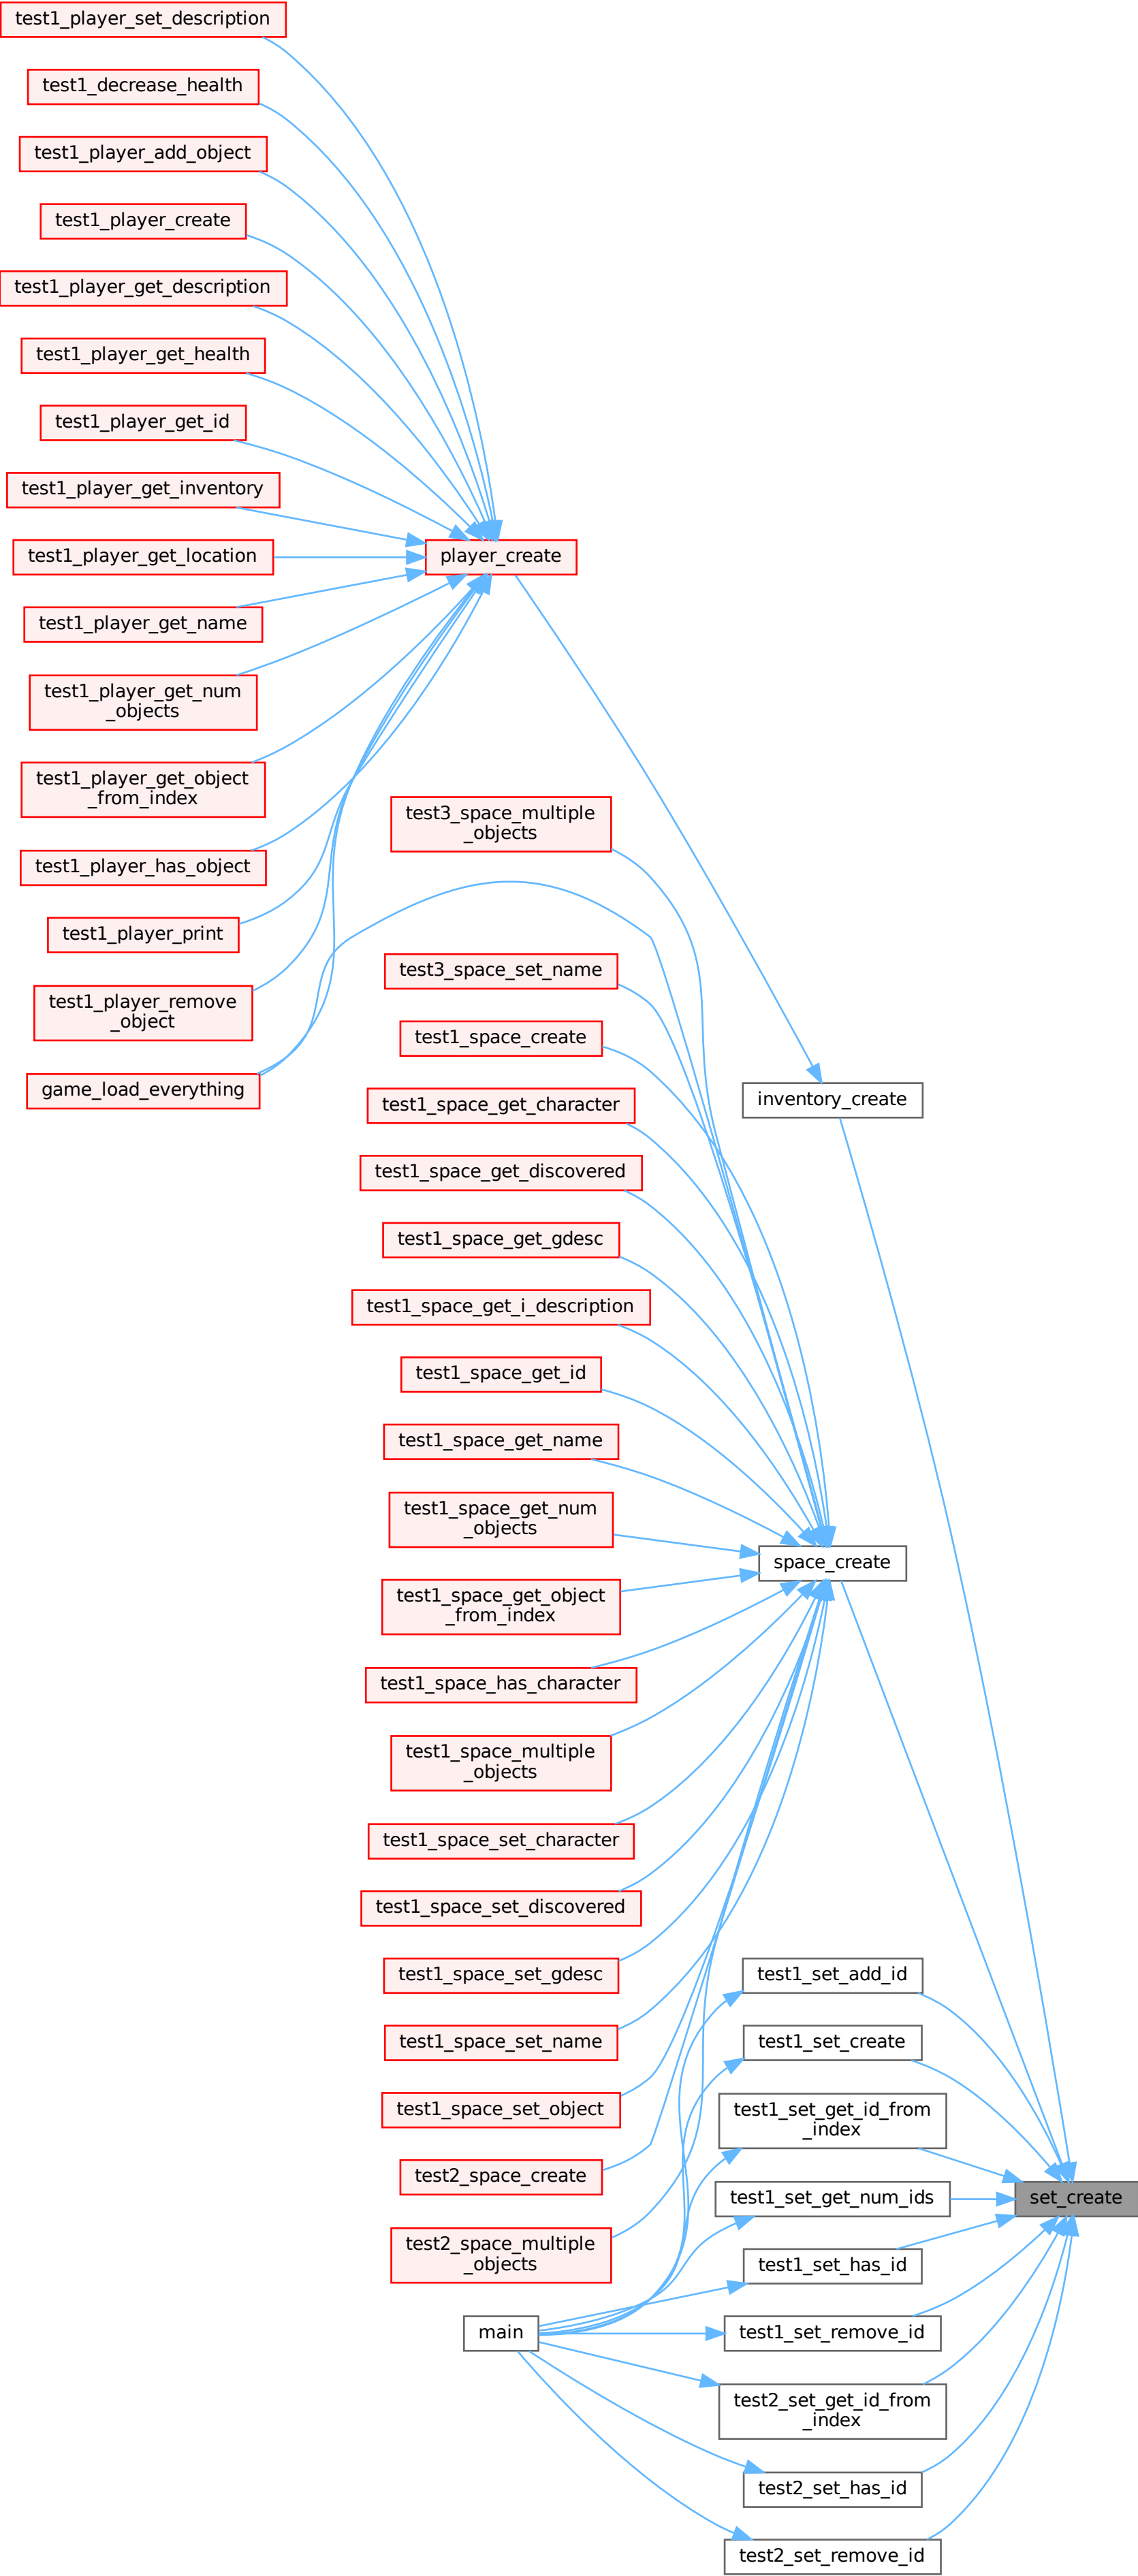 test1_player_set_description
test1_decrease_health
test1_player_add_object
test1_player_create
test1_player_get_description
test1_player_get_health
test1_player_get_id
test1_player_get_inventory
test1_player_get_location
test1_player_get_name
test1_player_get_num
_objects
test1_player_get_object
_from_index
test1_player_has_object
test1_player_print
test1_player_remove
_object
game_load_everything
player_create
test3_space_multiple
_objects
test3_space_set_name
test1_space_create
test1_space_get_character
test1_space_get_discovered
test1_space_get_gdesc
test1_space_get_i_description
test1_space_get_id
test1_space_get_name
test1_space_get_num
_objects
test1_space_get_object
_from_index
test1_space_has_character
test1_space_multiple
_objects
test1_space_set_character
test1_space_set_discovered
test1_space_set_gdesc
test1_space_set_name
test1_space_set_object
test2_space_create
test2_space_multiple
_objects
main
inventory_create
space_create
test1_set_add_id
test1_set_create
test1_set_get_id_from
_index
test1_set_get_num_ids
test1_set_has_id
test1_set_remove_id
test2_set_get_id_from
_index
test2_set_has_id
test2_set_remove_id
set_create